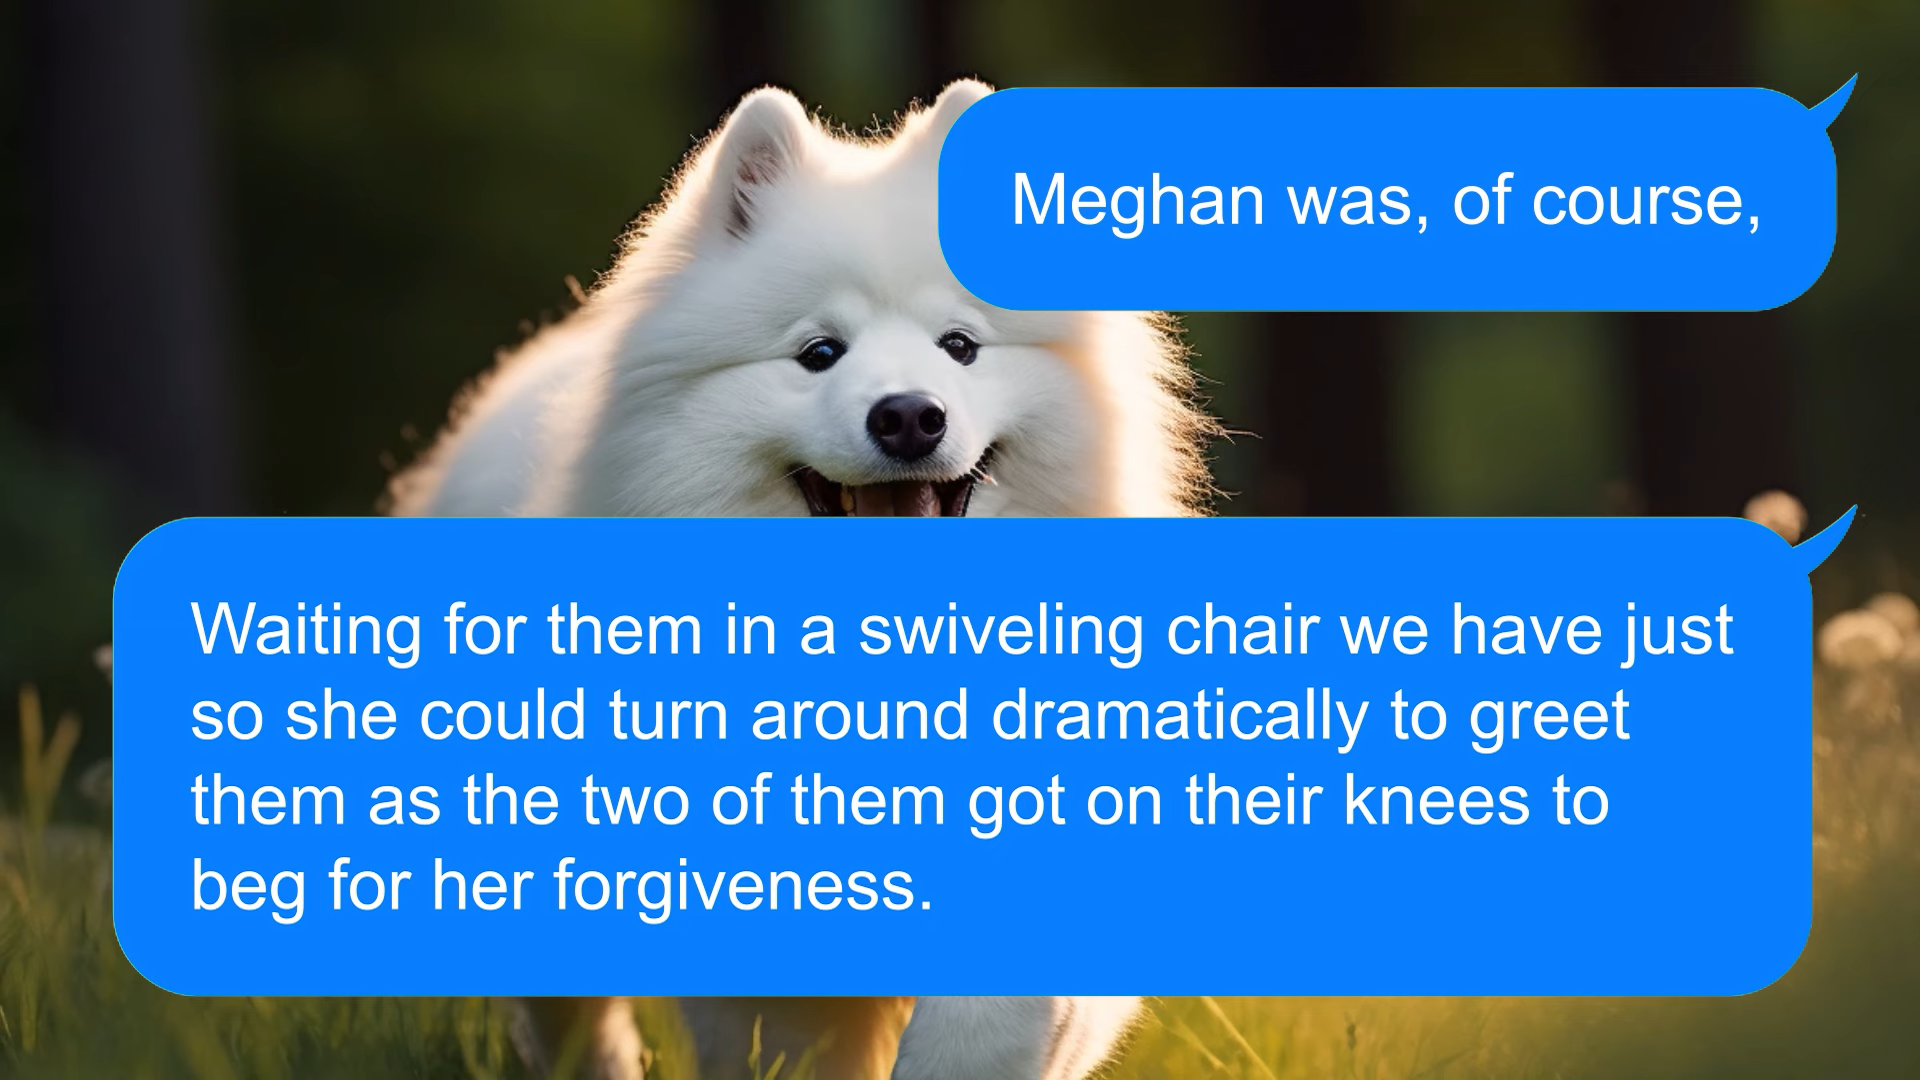 Meghan was, of course,
Waiting for them in a swiveling chair we have just
so she could turn around dramatically to greet
them as the two of them got on their knees to
beg for her forgiveness.